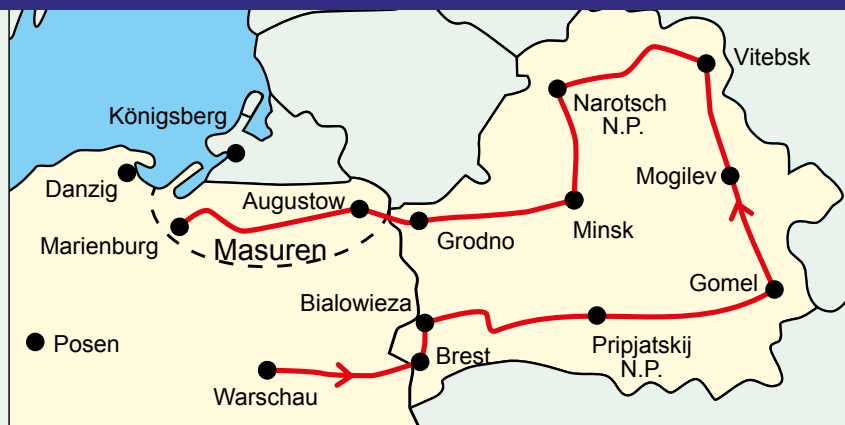 Vitebsk
Narotsch
N.P.
Königsberg
Danzig
Augustow
Mogilev
Marienburg
Masuren
Grodno
Minsk
Gomel
Bialowieza
Posen
Brest
Pripjatskij
N.P.
Warschau